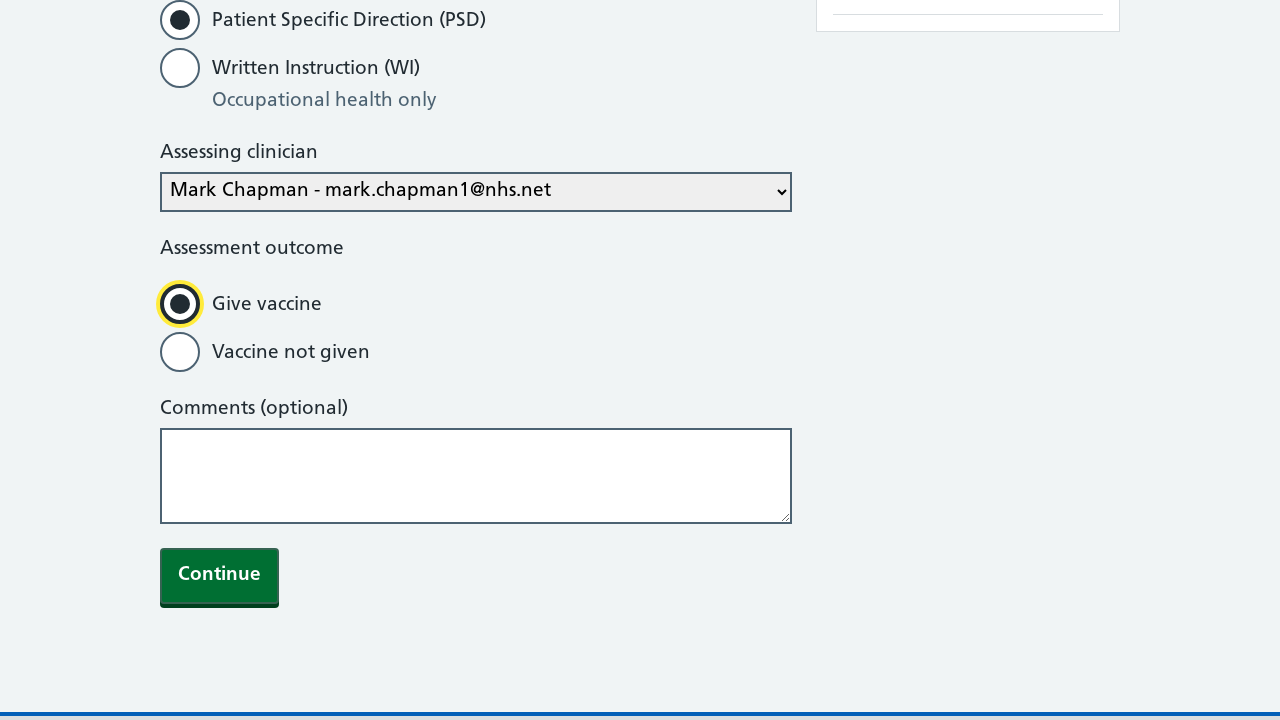 Patient Specific Direction (PSD)
Written Instruction (WI)
Occupational health only
Assessing clinician
Mark Chapman - mark.chapman1@nhs.net
Assessment outcome
Give vaccine
Vaccine not given
Comments (optional)
Continue